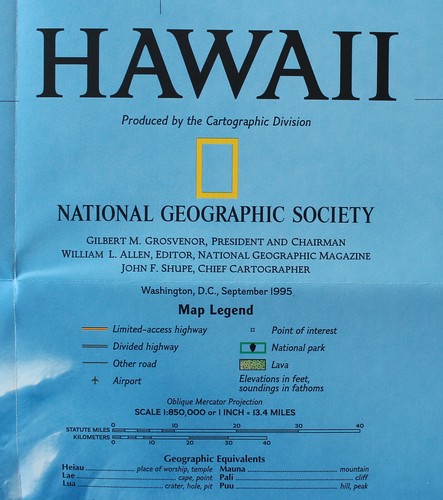 HAWAII
Produced by the Cartographic Division
NATIONAL GEOGRAPHIC SOCIETY
GILBERT M. GROSVENOR, PRESIDENT AND CHAIRMAN
WILLIAM L. ALLEN, EDITOR, NATIONAL GEOGRAPHIC MAGAZINE
JOHN F. SHUPE, CHIEF CARTOGRAPHER
Washington, D.C., September 1995
Map Legend
Limited-access highway
Divided highway
Other road
Airport
Point of interest
National park
Lava
Elevations in feet,
soundings in fathoms
Oblique Mercator Projection
SCALE 1:850,000 or 1 INCH = 13.4 MILES
STATUTE MILES 0 10 20 30 40
KILOMETERS 0 10 20 30 40
Geographic Equivalents
Heiau place of worship, temple
Lae cape, point
Lua crater, hole, pit
Mauna mountain
Pali cliff
Puu hill, peak